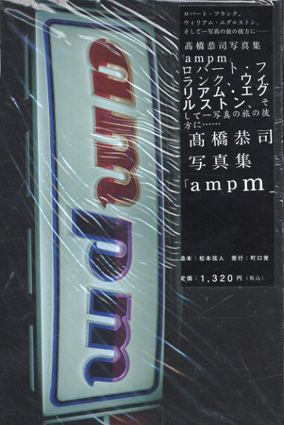 ampm
ロバート・フランク、
ウィリアム・エグルストン、
そして一写真の旅の彼方に──
髙橋恭司写真集
「ampm
ロバート・フ
ランク、ウィ
リアム・エグ
ルストン、そ
して一写真の旅の彼
方に……
髙橋恭司
写真集
「ampm」
造本：松本弦人　発行：町口覚
定価：1,320円（税込）